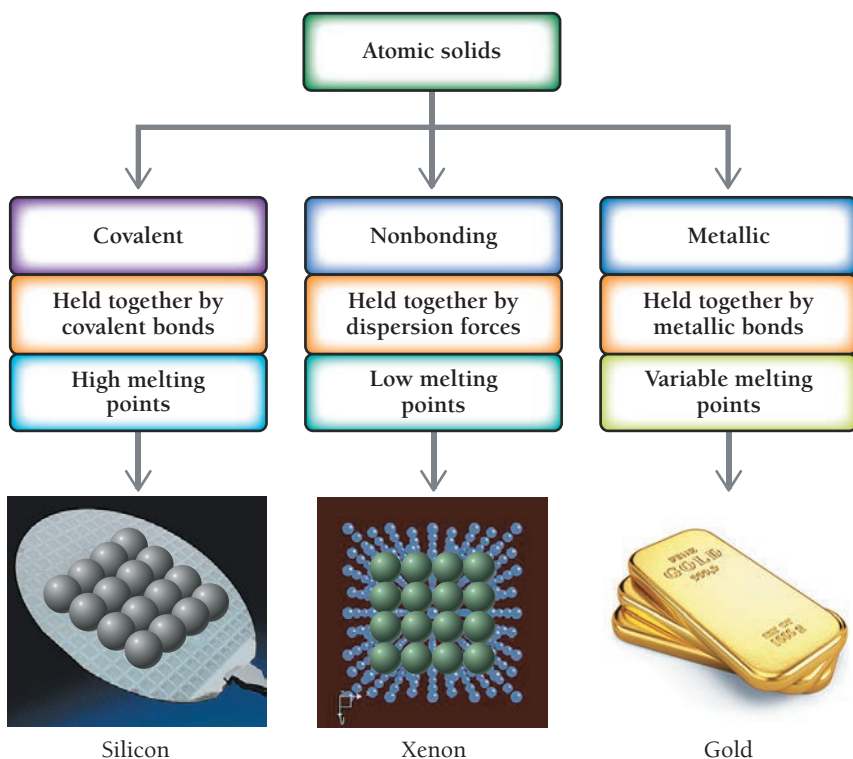 Atomic solids
Covalent
Held together by
covalent bonds
High melting
points
Nonbonding
Held together by
dispersion forces
Low melting
points
Metallic
Held together by
metallic bonds
Variable melting
points
GOLD
Silicon
Xenon
Gold